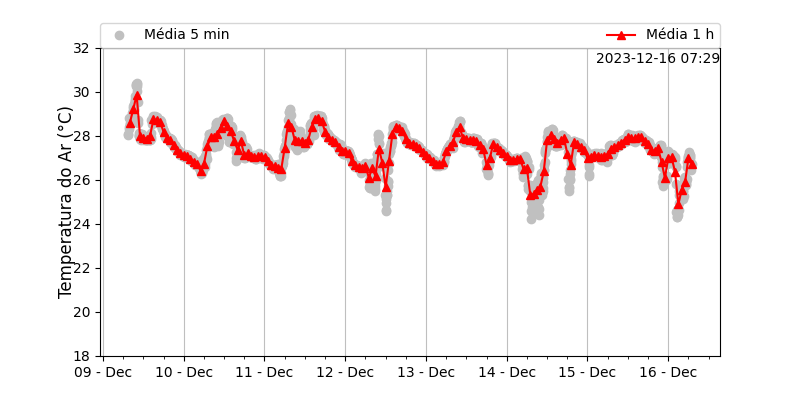 Média 5 min
Média 1 h
2023-12-16 07:29
Temperatura do Ar (°C)
32
30
28
26
24
22
20
18
09 - Dec
10 - Dec
11 - Dec
12 - Dec
13 - Dec
14 - Dec
15 - Dec
16 - Dec